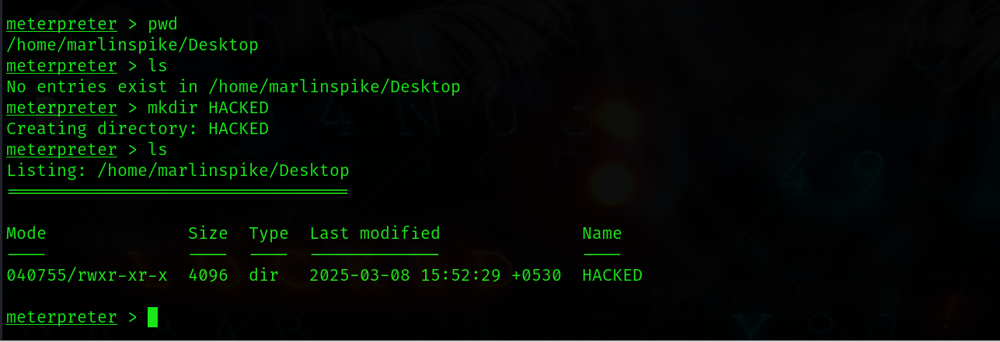 meterpreter > pwd
/home/marlinspike/Desktop
meterpreter > ls
No entries exist in /home/marlinspike/Desktop
meterpreter > mkdir HACKED
Creating directory: HACKED
meterpreter > ls
Listing: /home/marlinspike/Desktop
==================================
Mode Size Type Last modified Name
---- ---- ---- ------------- ----
040755/rwxr-xr-x 4096 dir 2025-03-08 15:52:29 +0530 HACKED
meterpreter >